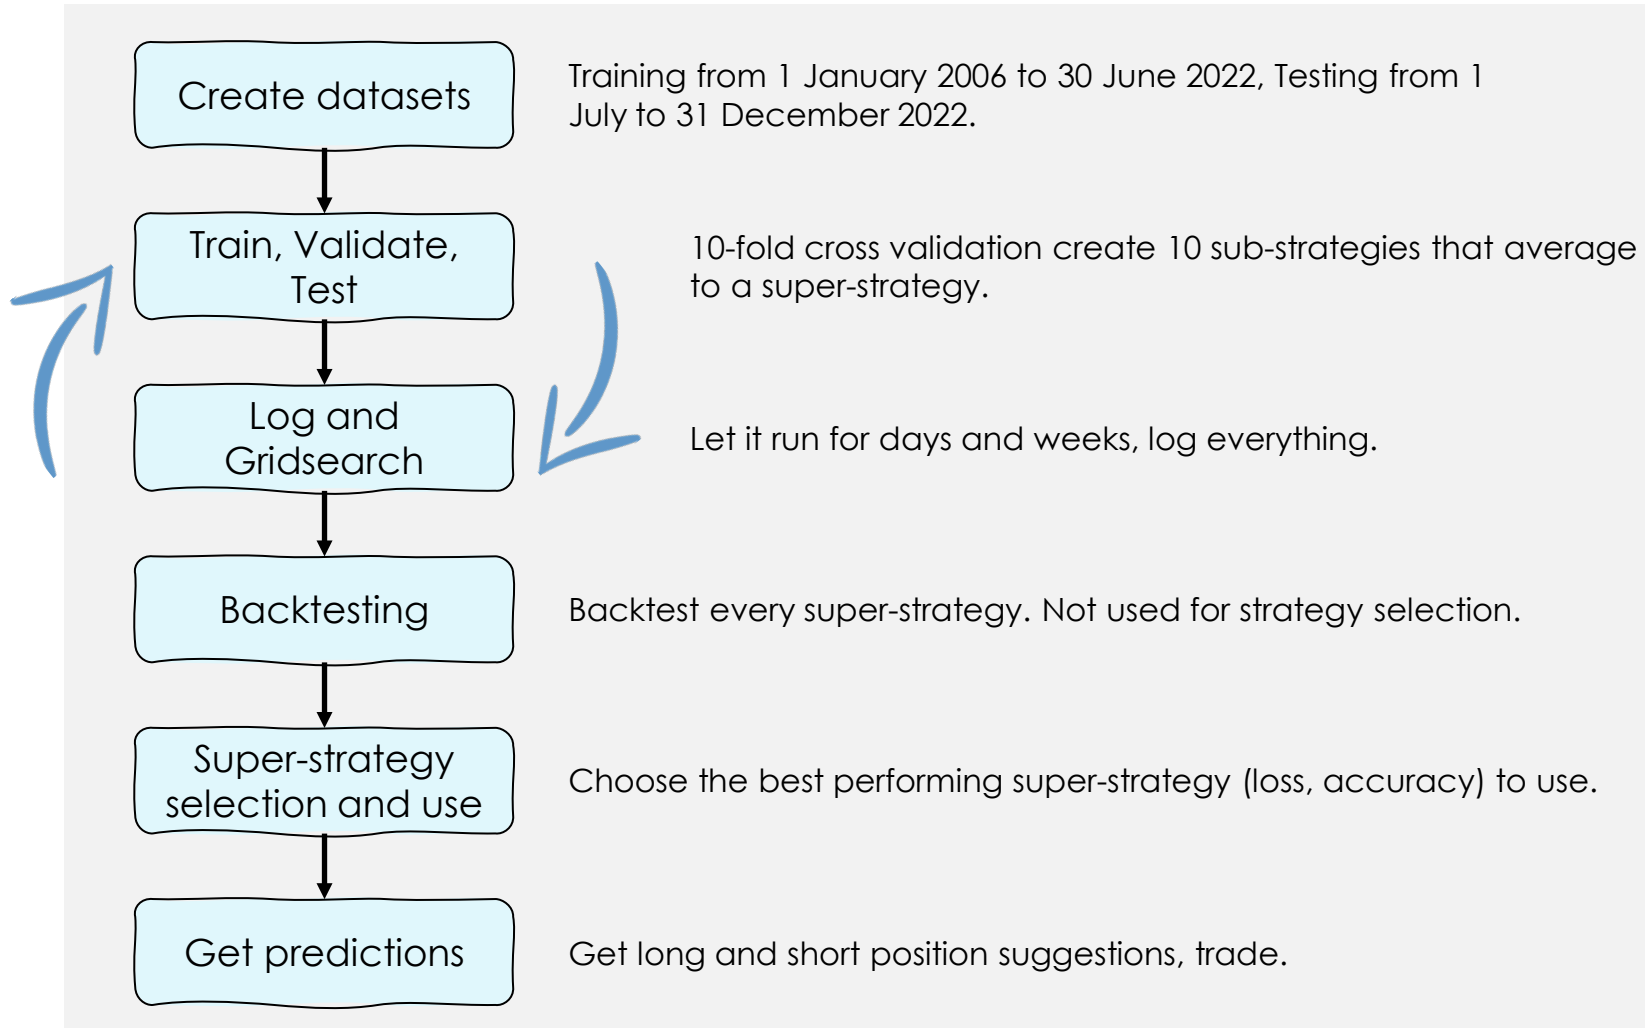 Create datasets
Training from 1 January 2006 to 30 June 2022, Testing from 1
July to 31 December 2022.
Train, Validate,
Test
10-fold cross validation create 10 sub-strategies that average
to a super-strategy.
Log and
Gridsearch
Let it run for days and weeks, log everything.
Backtesting
Backtest every super-strategy. Not used for strategy selection.
Super-strategy
selection and use
Choose the best performing super-strategy (loss, accuracy) to use.
Get predictions
Get long and short position suggestions, trade.